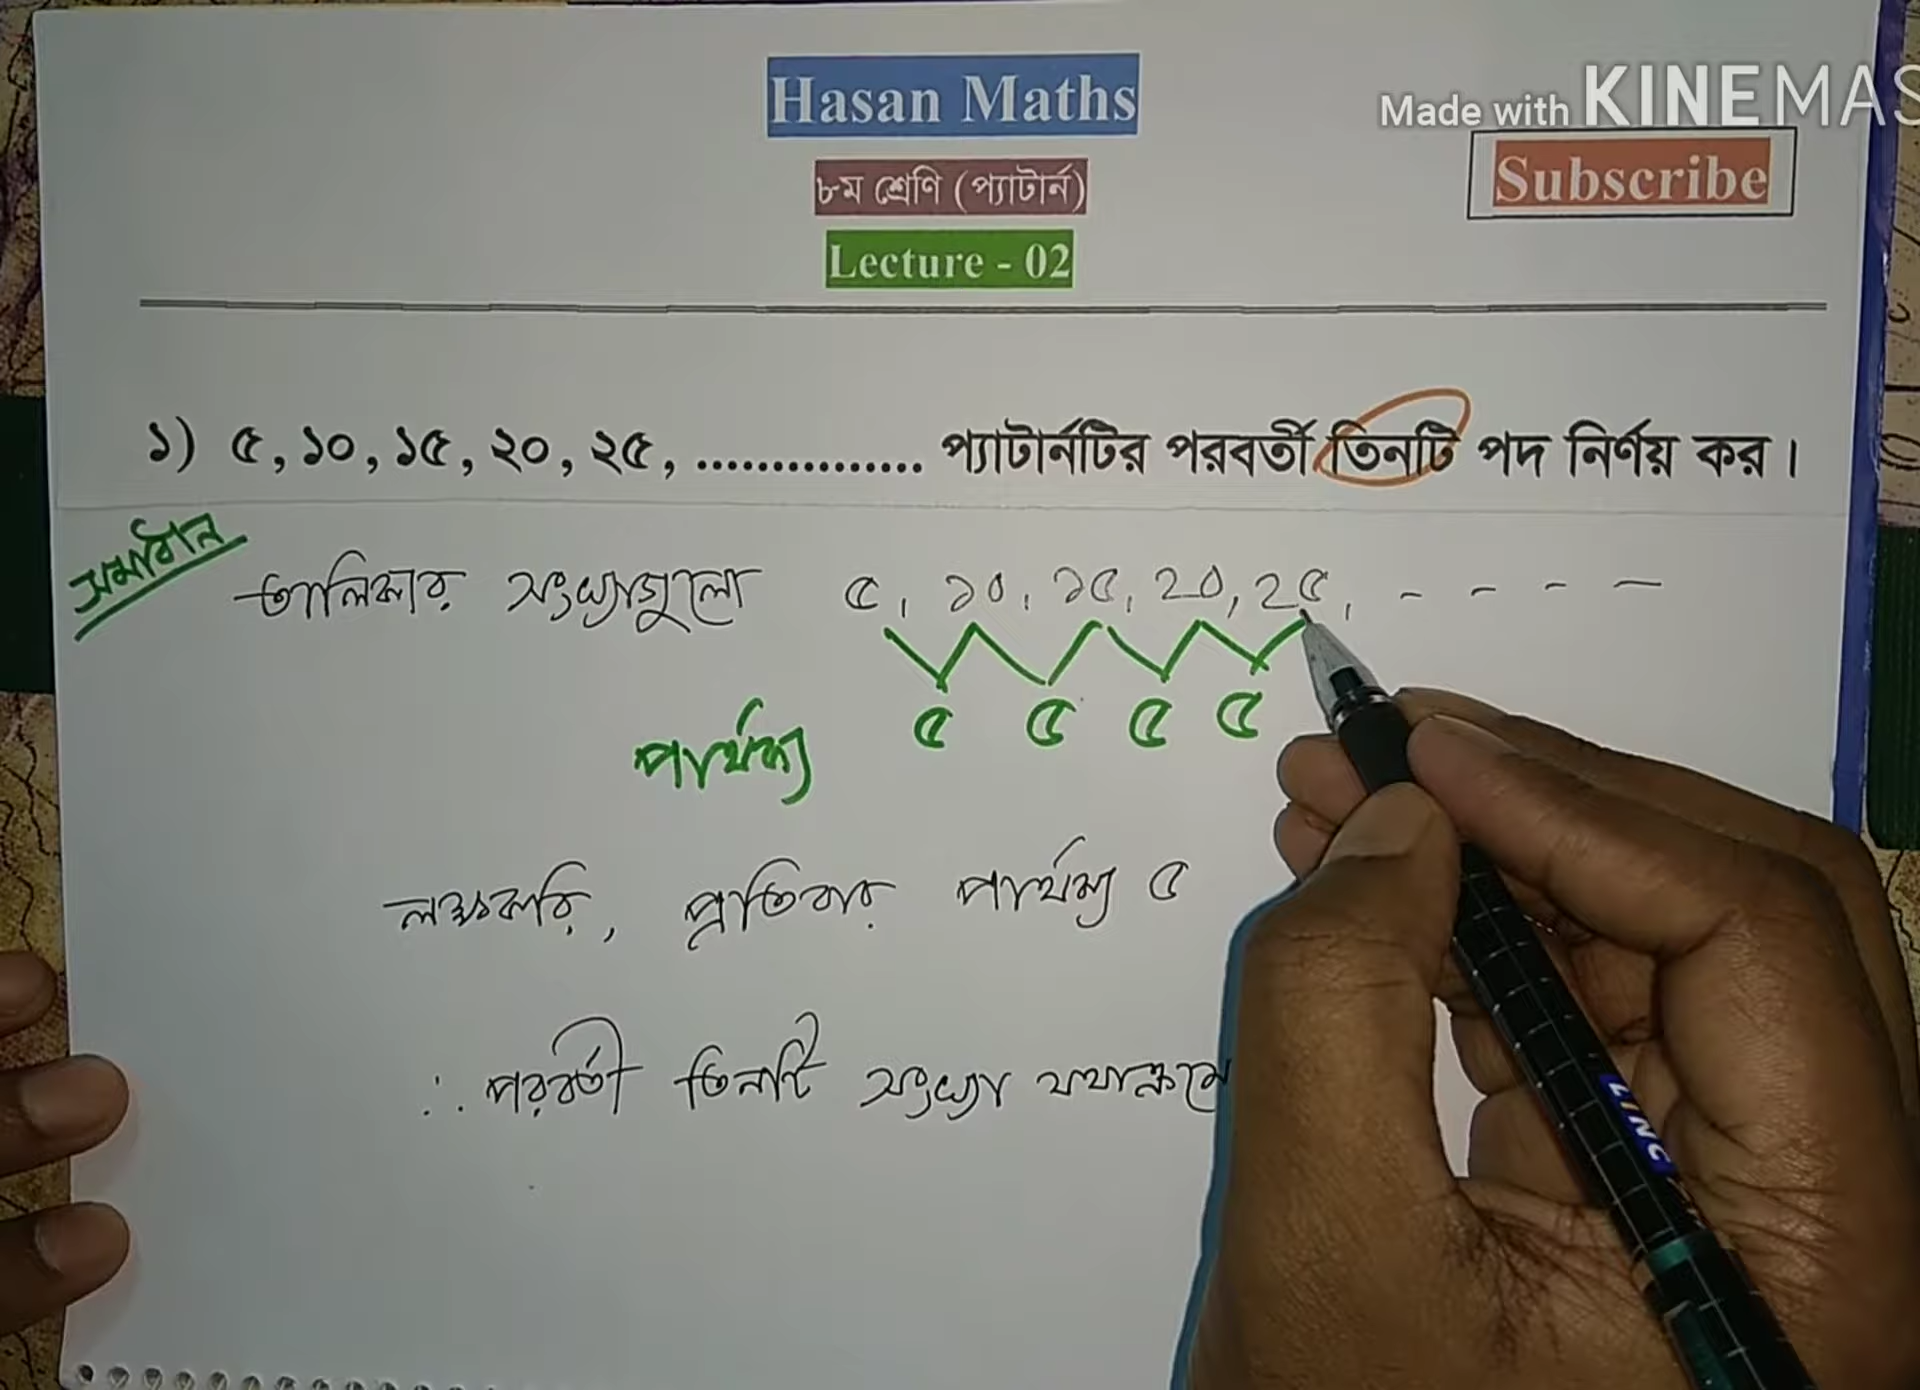 Hasan Maths
Made with KINEMAS
৮ম শ্রেণি (প্যাটার্ন)
Subscribe
Lecture - 02
১) ৫, ১০, ১৫, ২০, ২৫, ............... প্যাটার্নটির পরবর্তী তিনটি পদ নির্ণয় কর।
সমাধান
তালিকার সংখ্যাগুলো ৫, ১০, ১৫, ২০, ২৫, - - - -
৫ ৫ ৫ ৫
পার্থক্য
লক্ষকরি, প্রতিবার পার্থক্য ৫
∴ পরবর্তী তিনটি সংখ্যা যথাক্রমে
LINC